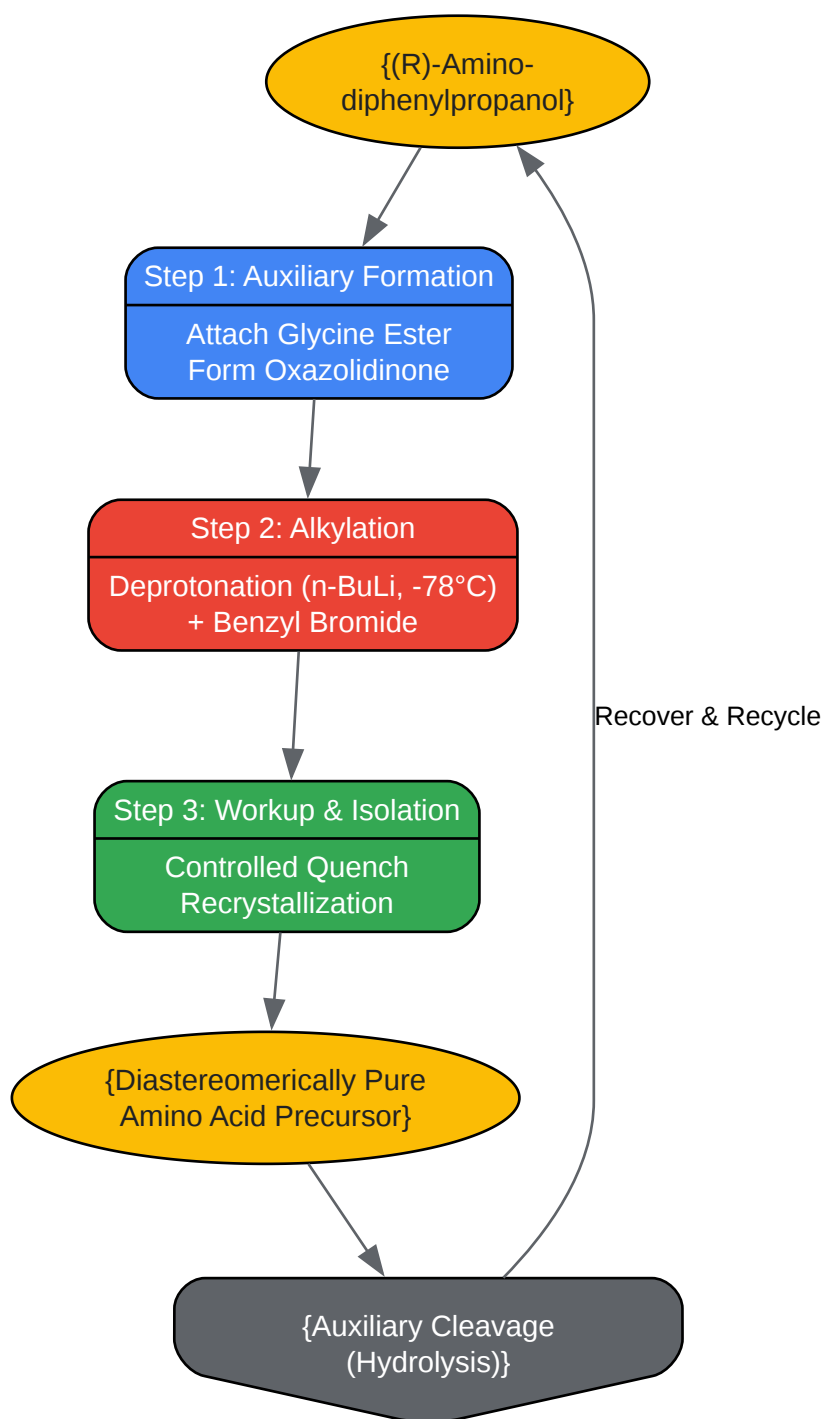 {(R)-Amino-
diphenylpropanol}
Step 1: Auxiliary Formation
Attach Glycine Ester
Form Oxazolidinone
Step 2: Alkylation
Deprotonation (n-BuLi, -78°C)
+ Benzyl Bromide
Recover & Recycle
Step 3: Workup & Isolation
Controlled Quench
Recrystallization
{Diastereomerically Pure
Amino Acid Precursor}
{Auxiliary Cleavage
(Hydrolysis)}